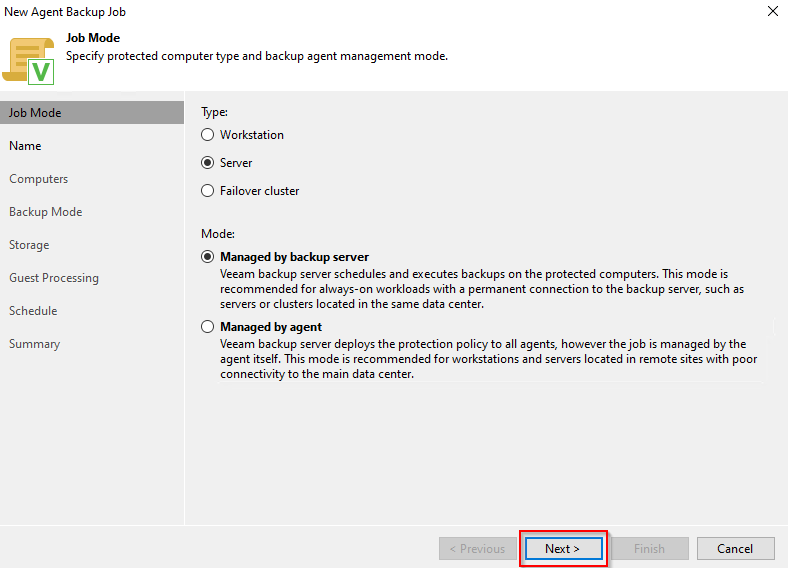 New Agent Backup Job
Job Mode
Specify protected computer type and backup agent management mode.
V
Job Mode
Name
Computers
Backup Mode
Storage
Guest Processing
Schedule
Summary
Type:
Workstation
Server
Failover cluster
Mode:
Managed by backup server
Veeam backup server schedules and executes backups on the protected computers. This mode is
recommended for always-on workloads with a permanent connection to the backup server, such as
servers or clusters located in the same data center.
Managed by agent
Veeam backup server deploys the protection policy to all agents, however the job is managed by the
agent itself. This mode is recommended for workstations and servers located in remote sites with poor
connectivity to the main data center.
< Previous
Next >
Finish
Cancel